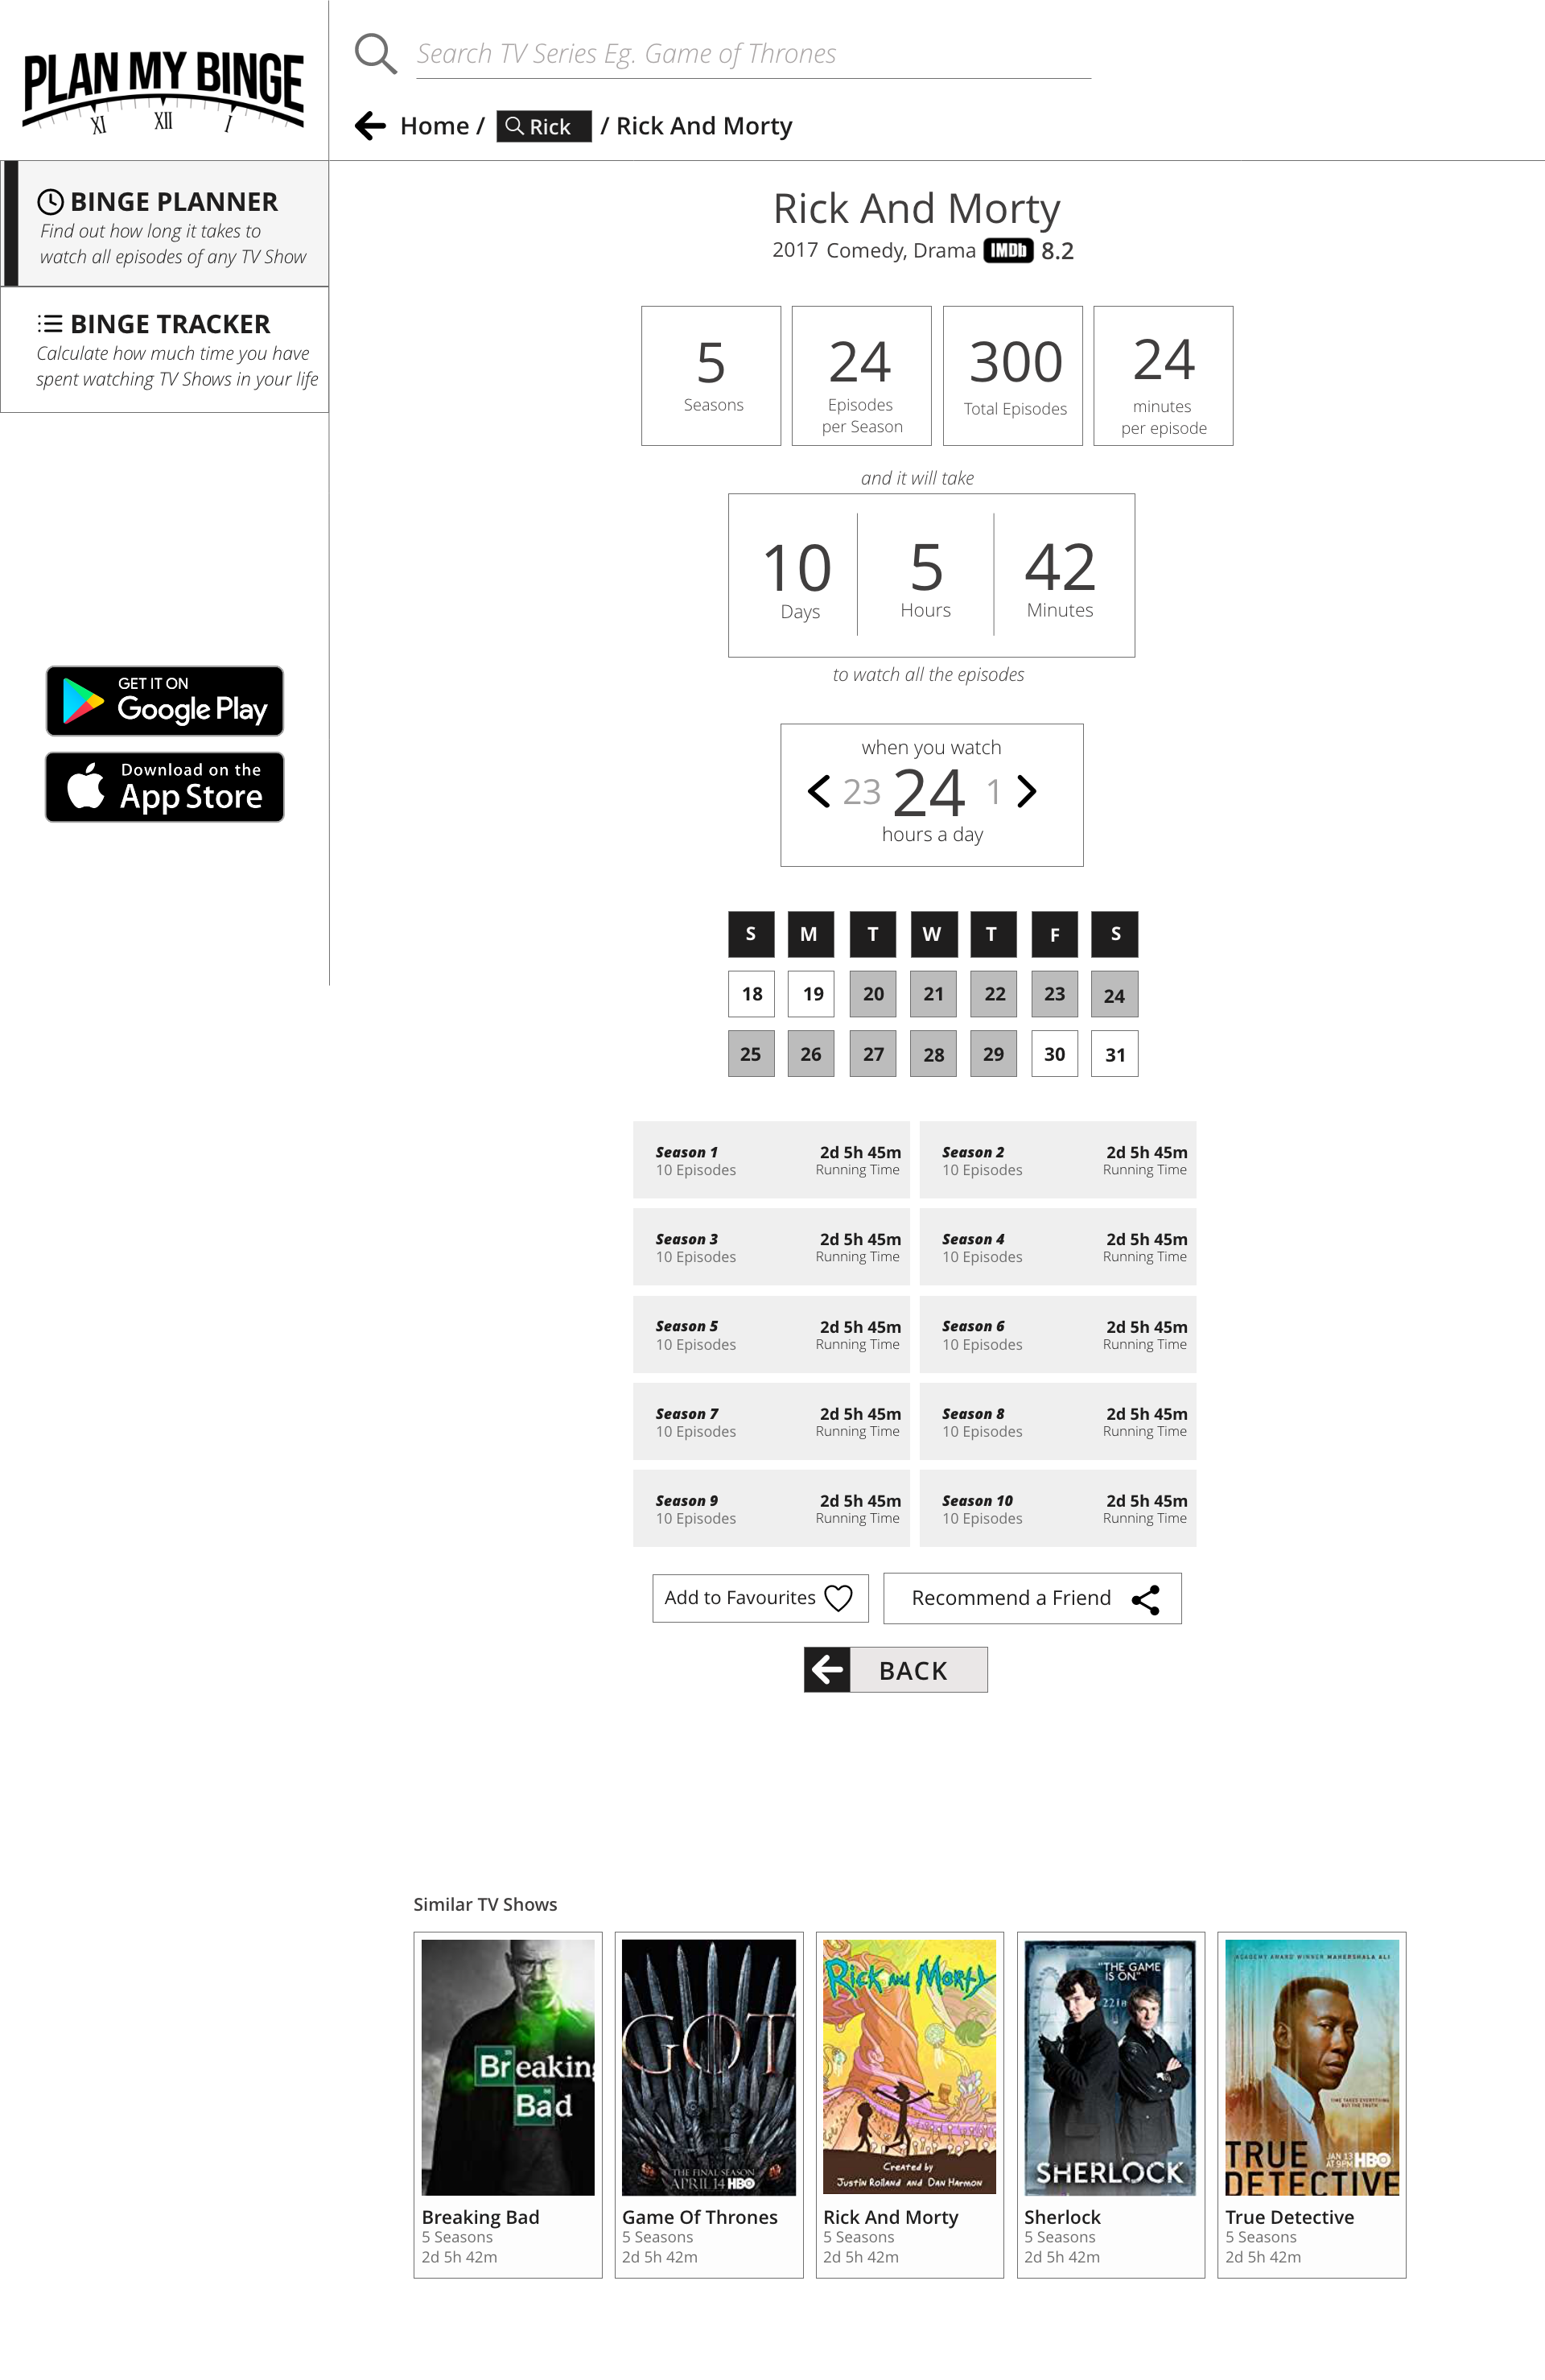 PLAN MY BINGE
XI XII I
Search TV Series Eg. Game of Thrones
Home / Rick / Rick And Morty
BINGE PLANNER
Find out how long it takes to
watch all episodes of any TV Show
BINGE TRACKER
Calculate how much time you have
spent watching TV Shows in your life
GET IT ON
Google Play
Download on the
App Store
Rick And Morty
2017 Comedy, Drama IMDb 8.2
5
Seasons
24
Episodes
per Season
300
Total Episodes
24
minutes
per episode
and it will take
10
Days
5
Hours
42
Minutes
to watch all the episodes
when you watch
23 24 1
hours a day
S M T W T F S
18 19 20 21 22 23 24
25 26 27 28 29 30 31
Season 1 2d 5h 45m
10 Episodes Running Time
Season 2 2d 5h 45m
10 Episodes Running Time
Season 3 2d 5h 45m
10 Episodes Running Time
Season 4 2d 5h 45m
10 Episodes Running Time
Season 5 2d 5h 45m
10 Episodes Running Time
Season 6 2d 5h 45m
10 Episodes Running Time
Season 7 2d 5h 45m
10 Episodes Running Time
Season 8 2d 5h 45m
10 Episodes Running Time
Season 9 2d 5h 45m
10 Episodes Running Time
Season 10 2d 5h 45m
10 Episodes Running Time
Add to Favourites
Recommend a Friend
BACK
Similar TV Shows
Breaking
Bad
Breaking Bad
5 Seasons
2d 5h 42m
GOT
THE FINAL SEASON
APRIL 14 HBO
Game Of Thrones
5 Seasons
2d 5h 42m
Rick and Morty
Created by
Justin Roiland and Dan Harmon
Rick And Morty
5 Seasons
2d 5h 42m
"THE GAME
IS ON."
221B
SHERLOCK
Sherlock
5 Seasons
2d 5h 42m
ACADEMY AWARD WINNER MAHERSHALA ALI
TIME TAKES EVERYTHING
BUT THE TRUTH
TRUE
DETECTIVE
JAN 13
AT 9PM HBO
True Detective
5 Seasons
2d 5h 42m